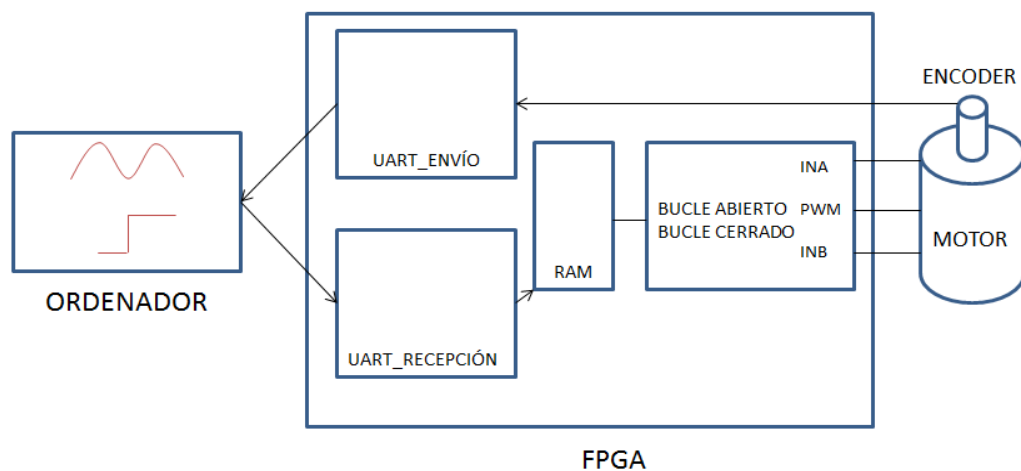 ENCODER
UART_ENVÍO
INA
BUCLE ABIERTO
PWM
BUCLE CERRADO
MOTOR
INB
RAM
ORDENADOR
UART_RECEPCIÓN
FPGA